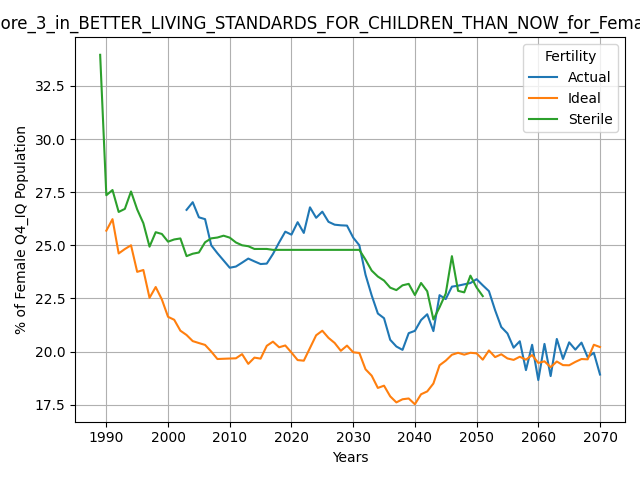 ore_3_in_BETTER_LIVING_STANDARDS_FOR_CHILDREN_THAN_NOW_for_Fema
Fertility
Actual
Ideal
Sterile
% of Female Q4_IQ Population
32.5
30.0
27.5
25.0
22.5
20.0
17.5
1990
2000
2010
2020
2030
2040
2050
2060
2070
Years